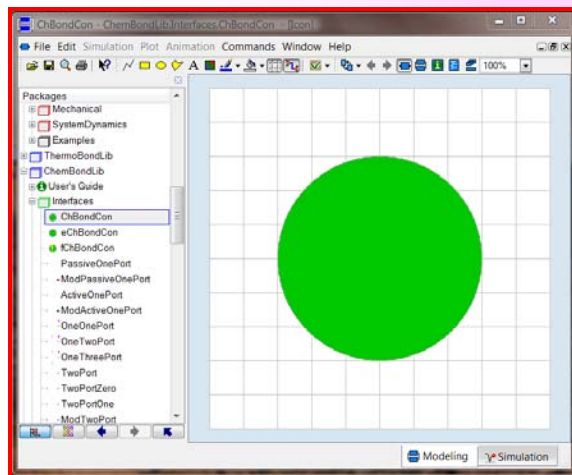 ChBondCon - ChemBondLib.Interfaces.ChBondCon - [Icon]
File Edit Simulation Plot Animation Commands Window Help
100%
Packages
Mechanical
SystemDynamics
Examples
ThermoBondLib
ChemBondLib
User's Guide
Interfaces
ChBondCon
eChBondCon
fChBondCon
PassiveOnePort
ModPassiveOnePort
ActiveOnePort
ModActiveOnePort
OneOnePort
OneTwoPort
OneThreePort
TwoPort
TwoPortZero
TwoPortOne
ModTwoPort
Modeling Simulation